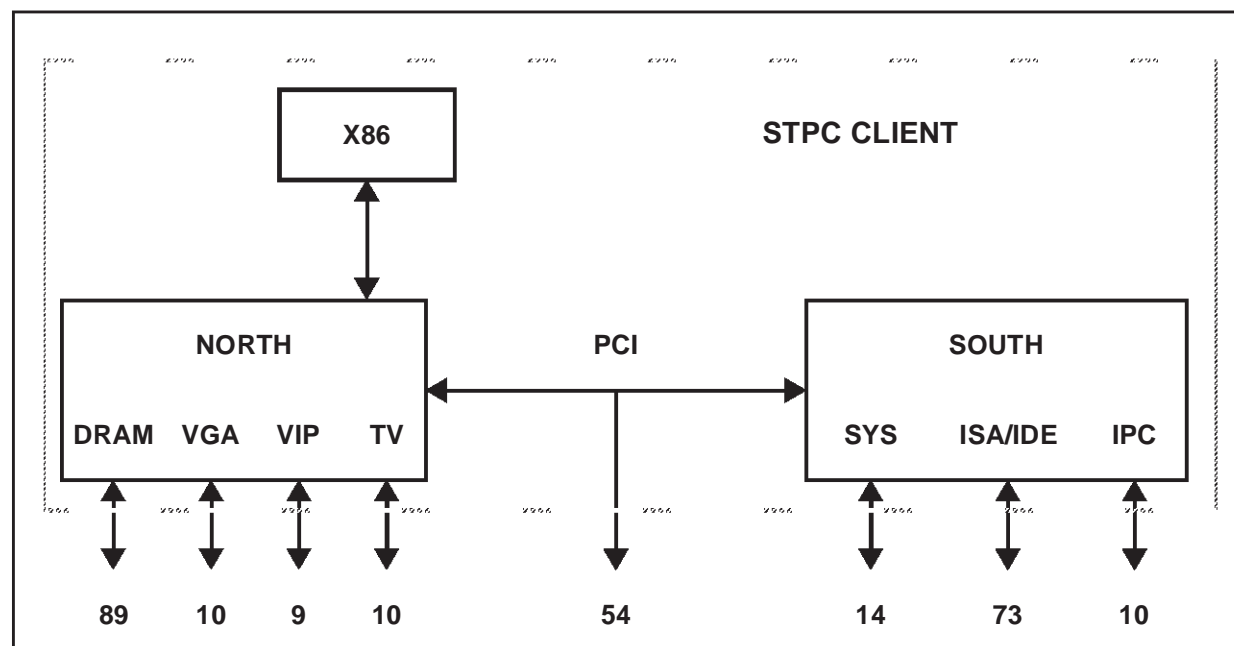 X86
STPC CLIENT
NORTH
PCI
SOUTH
DRAM VGA VIP TV
SYS ISA/IDE IPC
89 10 9 10 54 14 73 10